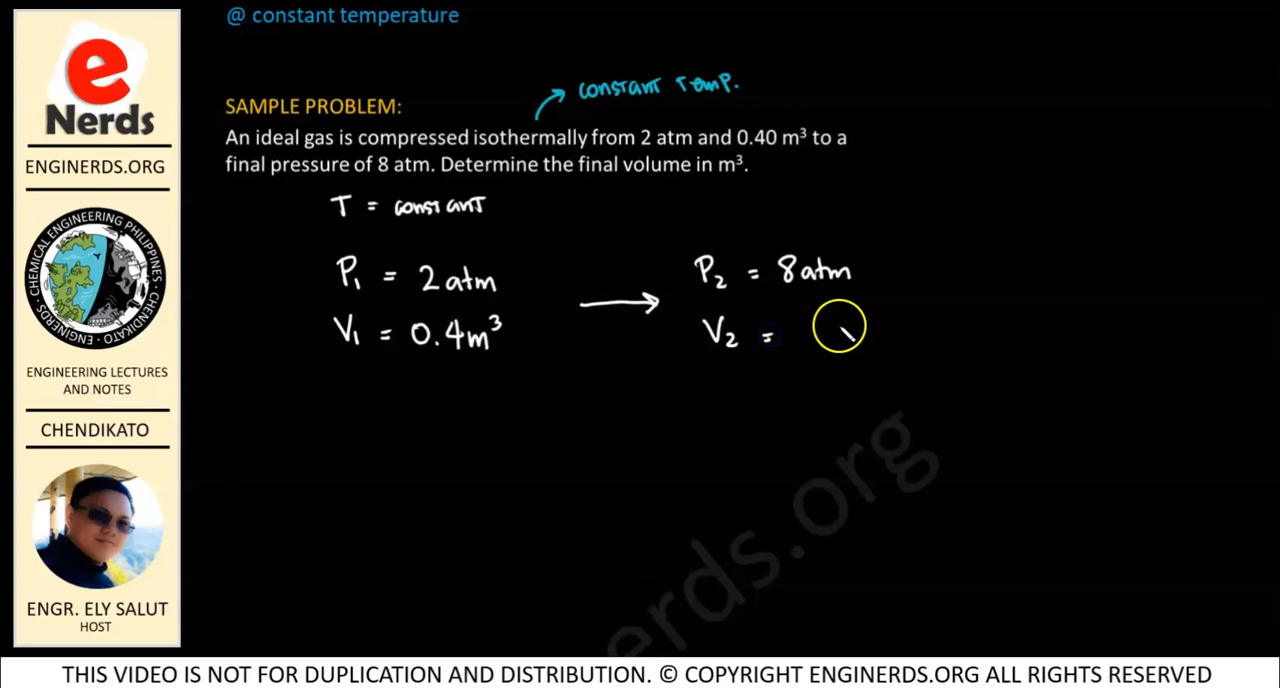 @ constant temperature
e
Nerds
ENGINERDS.ORG
CHEMICAL ENGINEERING PHILIPPINES • CHENDIKATO • ENGINERDS •
ENGINEERING LECTURES
AND NOTES
CHENDIKATO
ENGR. ELY SALUT
HOST
constant Temp.
SAMPLE PROBLEM:
An ideal gas is compressed isothermally from 2 atm and 0.40 m³ to a
final pressure of 8 atm. Determine the final volume in m³.
T = constant
P₁ = 2 atm
V₁ = 0.4 m³
P₂ = 8 atm
V₂ =
erds.org
THIS VIDEO IS NOT FOR DUPLICATION AND DISTRIBUTION. © COPYRIGHT ENGINERDS.ORG ALL RIGHTS RESERVED